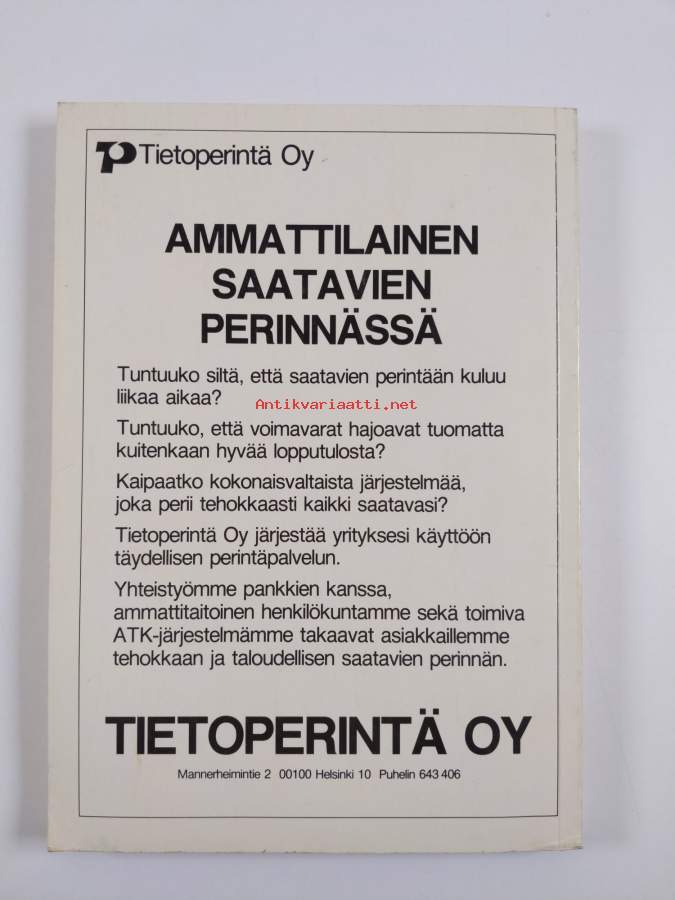 Tietoperintä Oy
AMMATTILAINEN
SAATAVIEN
PERINNÄSSÄ
Tuntuuko siltä, että saatavien perintään kuluu
liikaa aikaa?
Antikvariaatti.net
Tuntuuko, että voimavarat hajoavat tuomatta
kuitenkaan hyvää lopputulosta?
Kaipaatko kokonaisvaltaista järjestelmää,
joka perii tehokkaasti kaikki saatavasi?
Tietoperintä Oy järjestää yrityksesi käyttöön
täydellisen perintäpalvelun.
Yhteistyömme pankkien kanssa,
ammattitaitoinen henkilökuntamme sekä toimiva
ATK-järjestelmämme takaavat asiakkaillemme
tehokkaan ja taloudellisen saatavien perinnän.
TIETOPERINTÄ OY
Mannerheimintie 2 00100 Helsinki 10 Puhelin 643 406